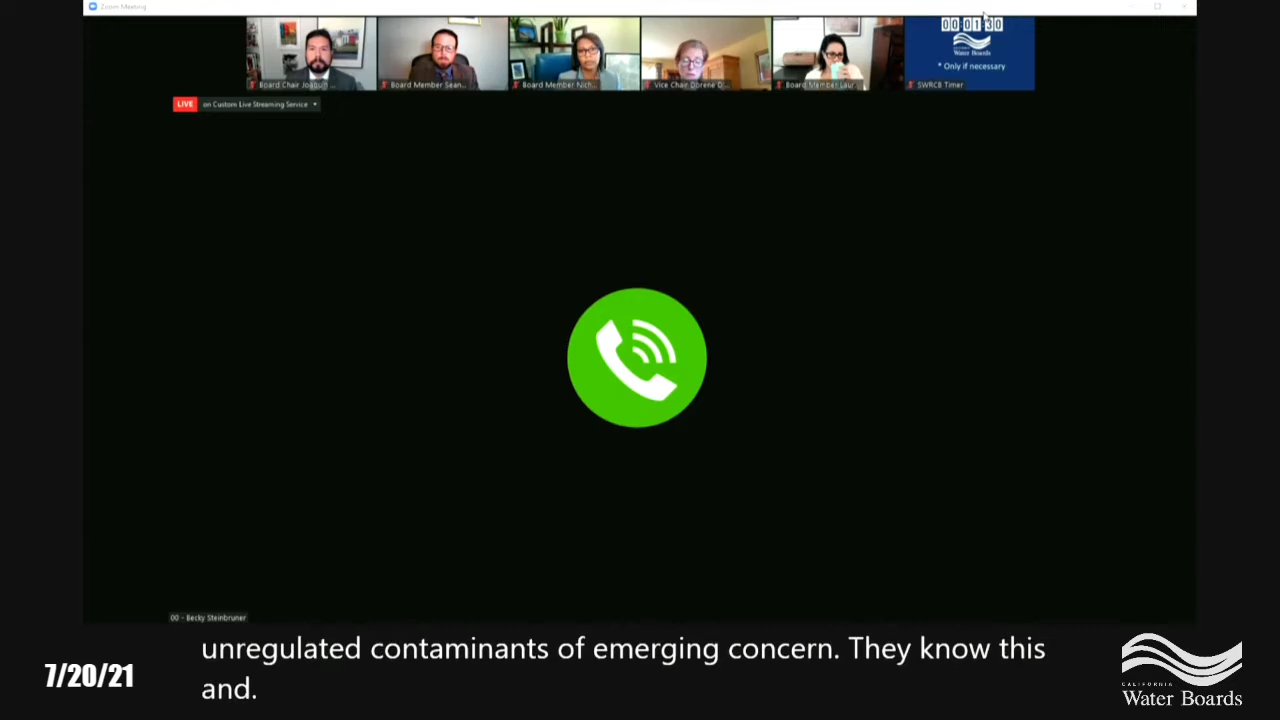 Zoom Meeting
00:01:30
CALIFORNIA
Water Boards
* Only if necessary
Board Chair Joaquin ...
Board Member Sean...
Board Member Nich...
Vice Chair Dorene D...
Board Member Laur...
SWRCB Timer
LIVE on Custom Live Streaming Service
00 - Becky Steinbruner
unregulated contaminants of emerging concern. They know this
and.
7/20/21
CALIFORNIA
Water Boards